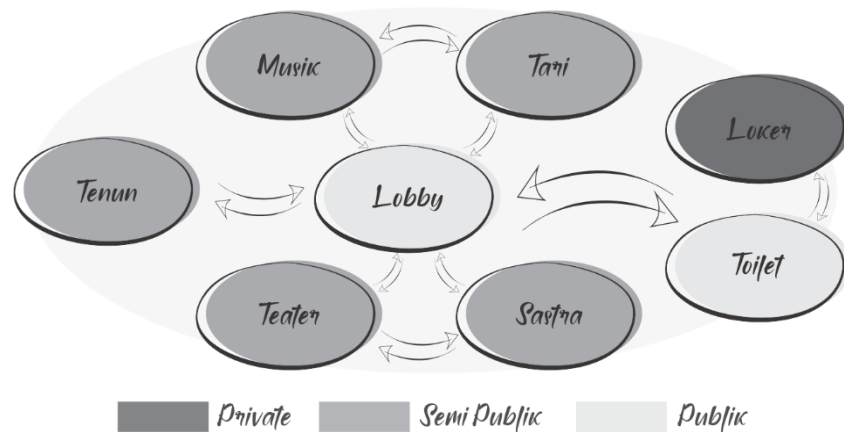 Musik
Tari
Loker
Tenun
Lobby
Toilet
Teater
Sastra
Private
Semi Publik
Publik